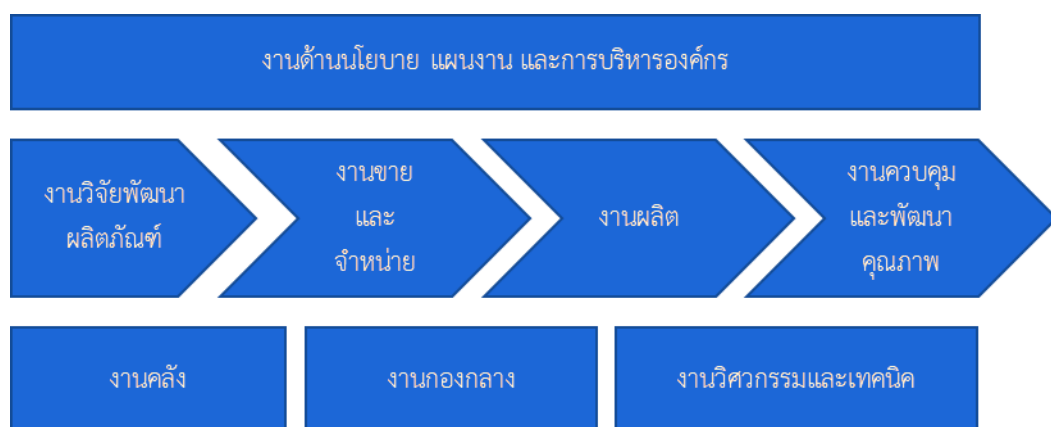 งานด้านนโยบาย แผนงาน และการบริหารองค์กร
งานวิจัยพัฒนา
ผลิตภัณฑ์
งานขาย
และ
จำหน่าย
งานผลิต
งานควบคุม
และพัฒนา
คุณภาพ
งานคลัง
งานกองกลาง
งานวิศวกรรมและเทคนิค